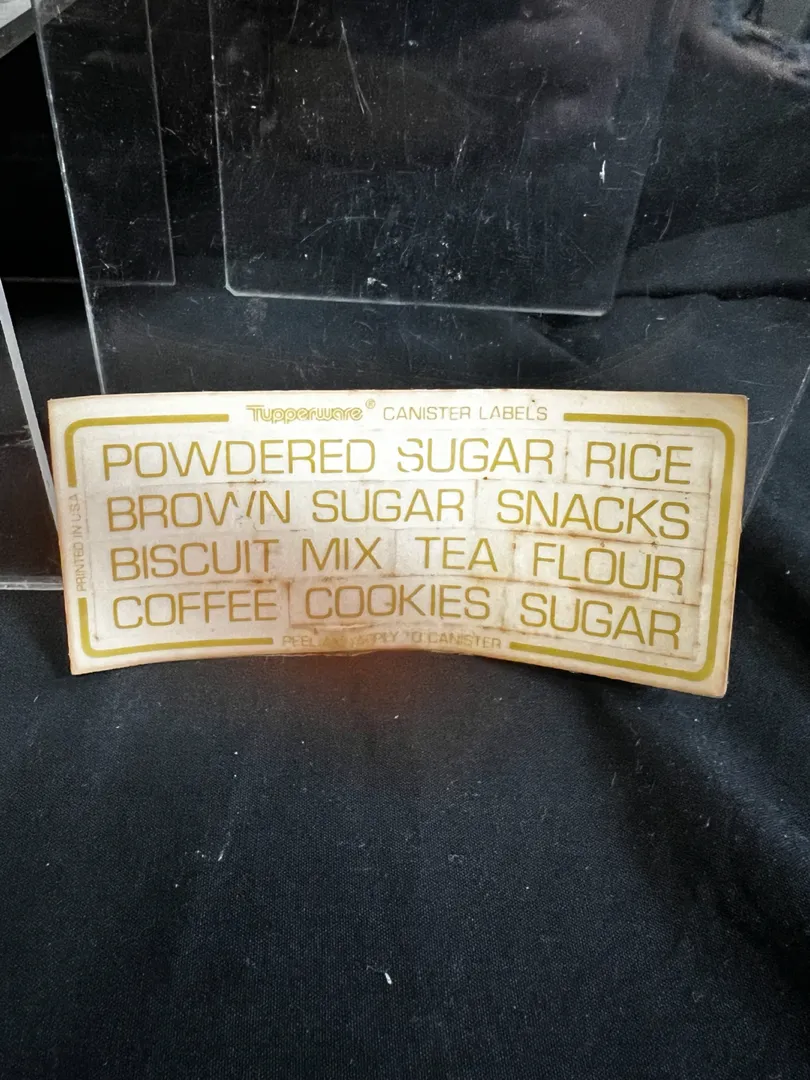 Tupperware® CANISTER LABELS
POWDERED SUGAR RICE
BROWN SUGAR SNACKS
BISCUIT MIX TEA FLOUR
COFFEE COOKIES SUGAR
PEEL AND APPLY TO CANISTER
PRINTED IN USA